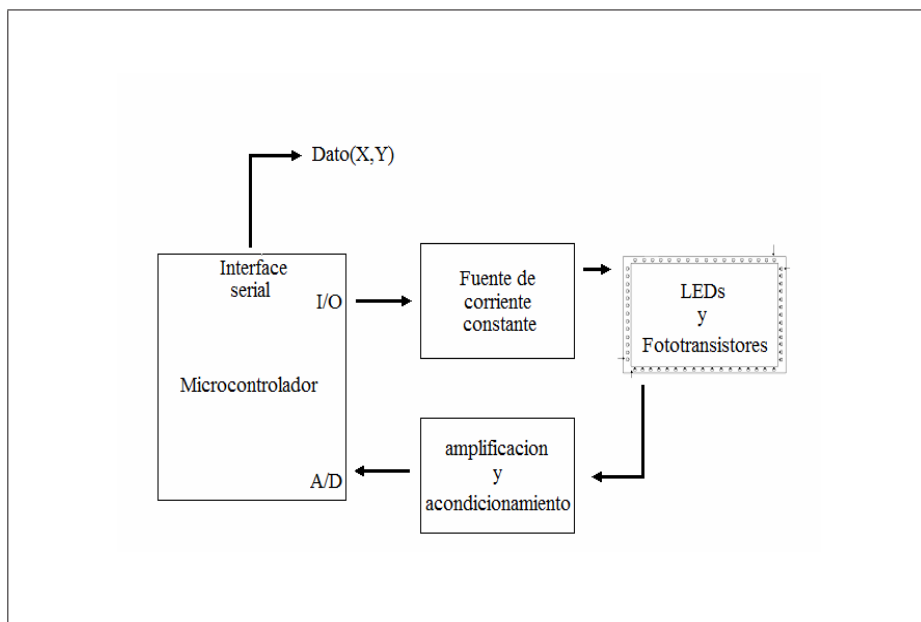 Dato(X,Y)
Interface
serial
I/O
Microcontrolador
A/D
Fuente de
corriente
constante
LEDs
y
Fototransistores
amplificacion
y
acondicionamiento